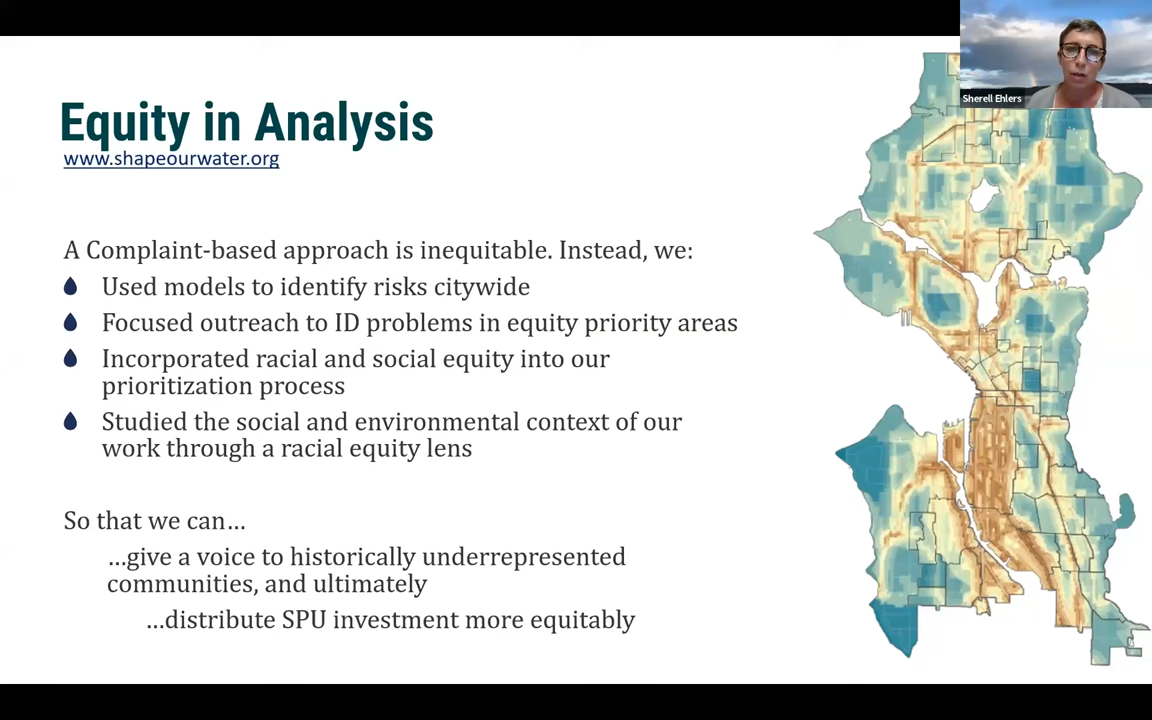 Sherell Ehlers
Equity in Analysis
www.shapeourwater.org
A Complaint-based approach is inequitable. Instead, we:
Used models to identify risks citywide
Focused outreach to ID problems in equity priority areas
Incorporated racial and social equity into our
prioritization process
Studied the social and environmental context of our
work through a racial equity lens
So that we can…
…give a voice to historically underrepresented
communities, and ultimately
…distribute SPU investment more equitably